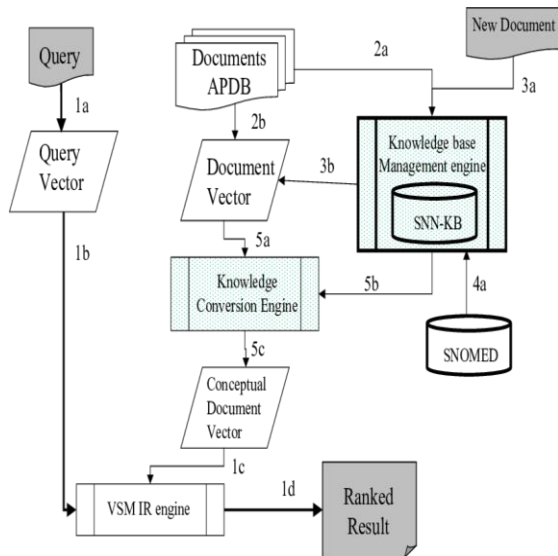 Query
Documents
APDB
New Document
1a
2a
3a
2b
Query
Vector
Document
Vector
3b
Knowledge base
Management engine
SNN-KB
1b
5a
5b
4a
Knowledge
Conversion Engine
SNOMED
5c
Conceptual
Document
Vector
1c
1d
VSM IR engine
Ranked
Result